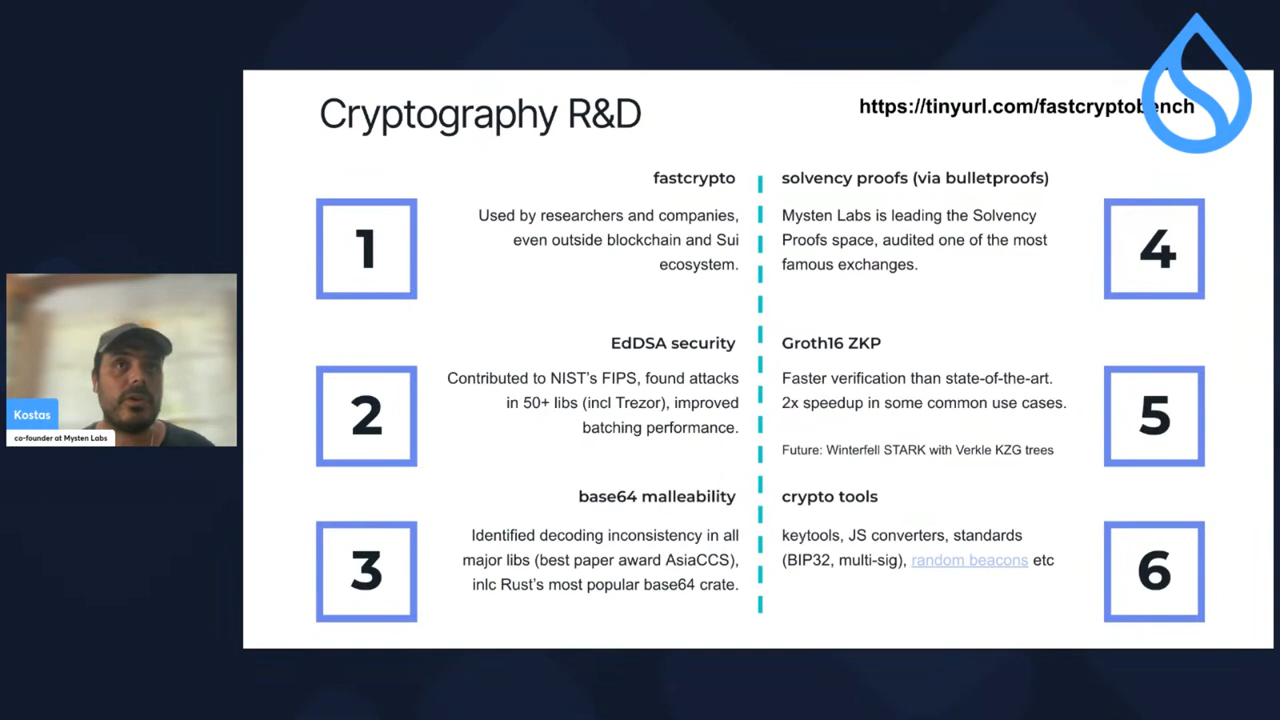 Cryptography R&D
https://tinyurl.com/fastcryptobench
1
fastcrypto
Used by researchers and companies,
even outside blockchain and Sui
ecosystem.
2
EdDSA security
Contributed to NIST's FIPS, found attacks
in 50+ libs (incl Trezor), improved
batching performance.
3
base64 malleability
Identified decoding inconsistency in all
major libs (best paper award AsiaCCS),
inlc Rust's most popular base64 crate.
solvency proofs (via bulletproofs)
Mysten Labs is leading the Solvency
Proofs space, audited one of the most
famous exchanges.
4
Groth16 ZKP
Faster verification than state-of-the-art.
2x speedup in some common use cases.
Future: Winterfell STARK with Verkle KZG trees
5
crypto tools
keytools, JS converters, standards
(BIP32, multi-sig), random beacons etc
6
Kostas
co-founder at Mysten Labs